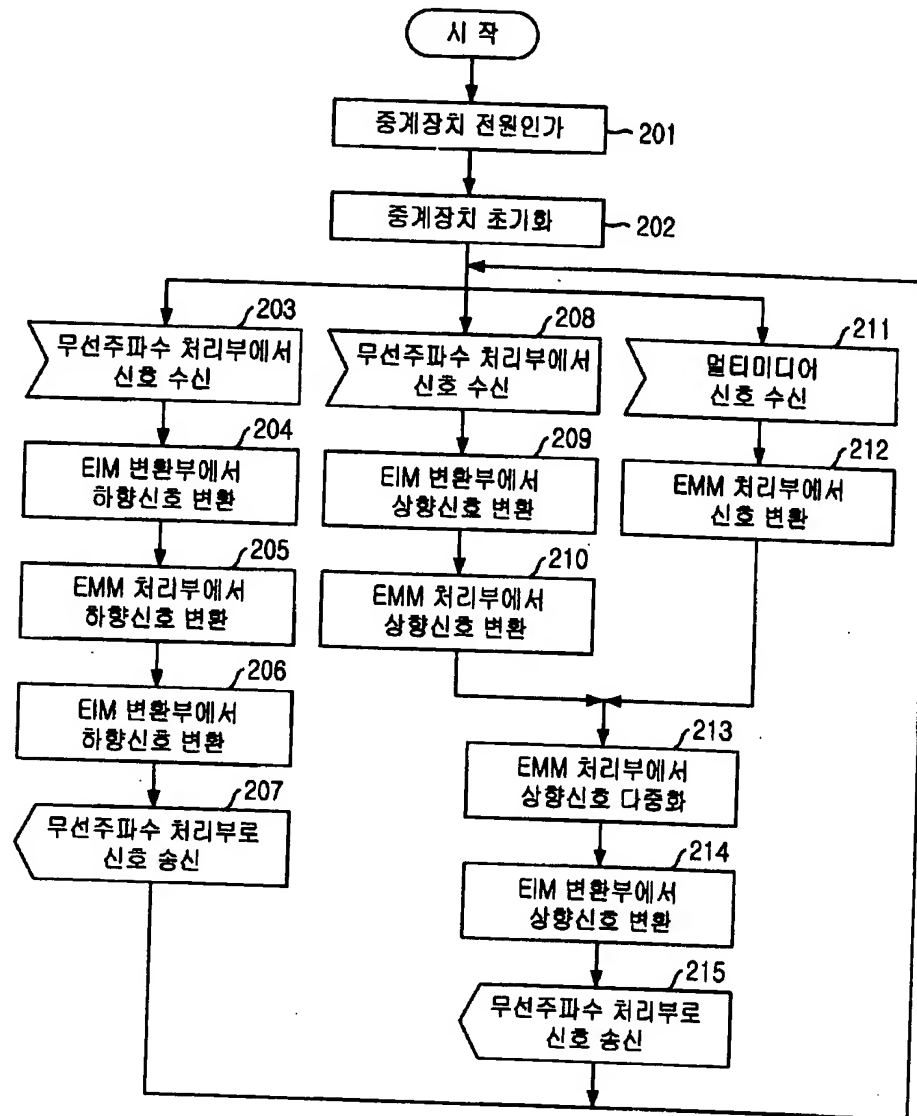 시 작
중계장치 전원인가
201
중계장치 초기화
202
203
무선주파수 처리부에서
신호 수신
204
EIM 변환부에서
하향신호 변환
205
EMM 처리부에서
하향신호 변환
206
EIM 변환부에서
하향신호 변환
207
무선주파수 처리부로
신호 송신
208
무선주파수 처리부에서
신호 수신
209
EIM 변환부에서
상향신호 변환
210
EMM 처리부에서
상향신호 변환
211
멀티미디어
신호 수신
212
EMM 처리부에서
신호 변환
213
EMM 처리부에서
상향신호 다중화
214
EIM 변환부에서
상향신호 변환
215
무선주파수 처리부로
신호 송신